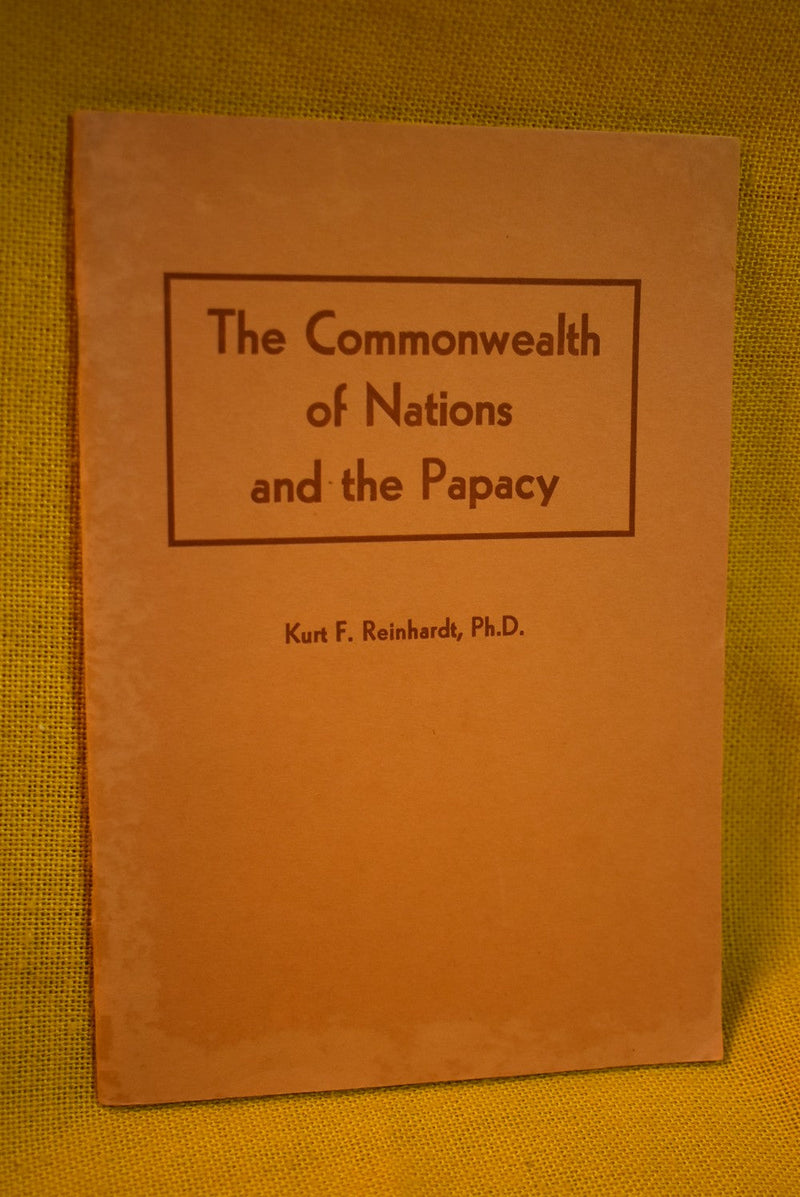 The Commonwealth
of Nations
and the Papacy
Kurt F. Reinhardt, Ph.D.